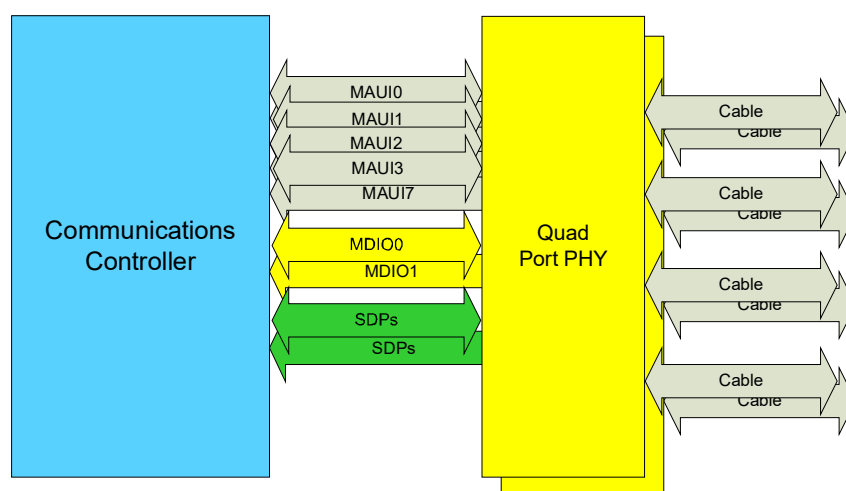 MAUI0
MAUI1
MAUI2
MAUI3
MAUI7
Communications
Controller
MDIO0
MDIO1
SDPs
SDPs
Quad
Port PHY
Cable
Cable
Cable
Cable
Cable
Cable
Cable
Cable